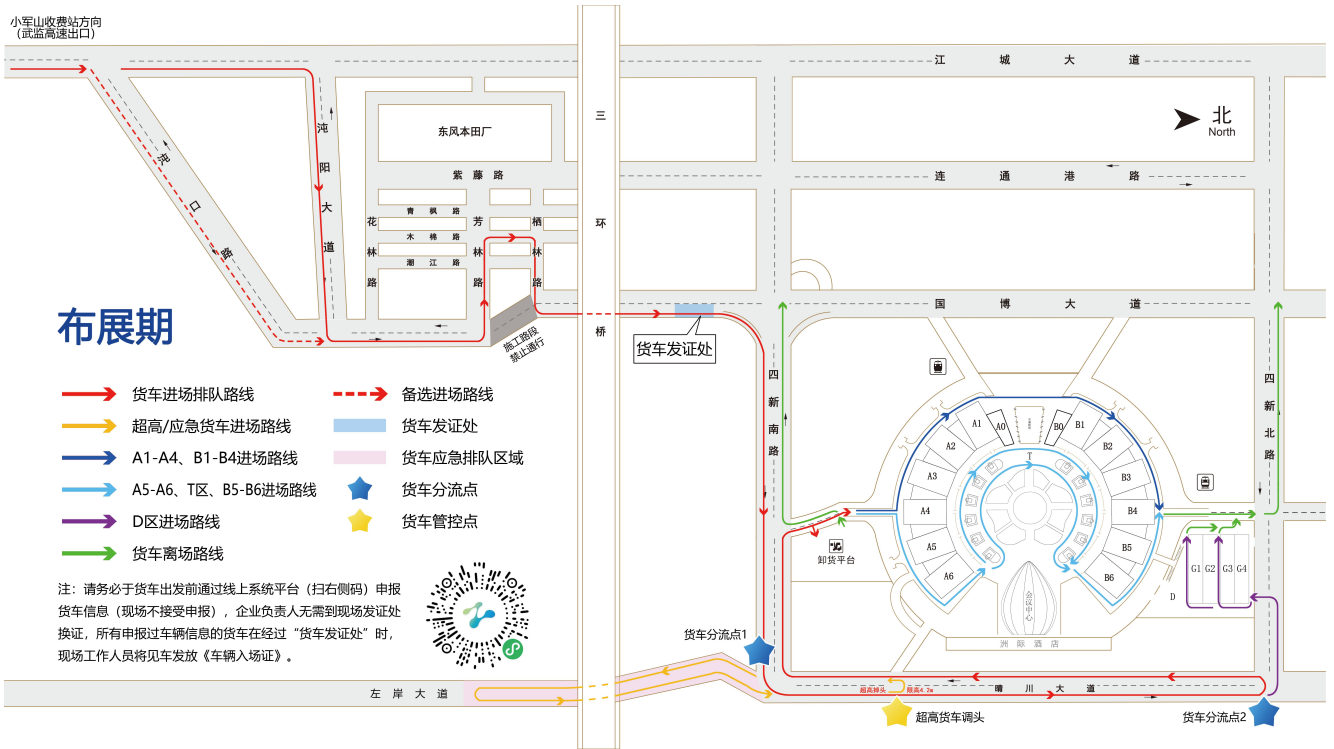 小军山收费站方向
（武监高速出口）
江城大道
北
North
三环桥
沌口路
沌阳大道
东风本田厂
紫藤路
连通港路
青枫路
木棉路
潮江路
花林路
芳林路
栖林路
国博大道
施工路段
禁止通行
货车发证处
布展期
货车进场排队路线
超高/应急货车进场路线
A1-A4、B1-B4进场路线
A5-A6、T区、B5-B6进场路线
D区进场路线
货车离场路线
备选进场路线
货车发证处
货车应急排队区域
货车分流点
货车管控点
注：请务必于货车出发前通过线上系统平台（扫右侧码）申报
货车信息（现场不接受申报），企业负责人无需到现场发证处
换证，所有申报过车辆信息的货车在经过“货车发证处”时，
现场工作人员将见车发放《车辆入场证》。
四新南路
四新北路
A1
A0
B0
B1
A2
B2
T
A3
B3
A4
B4
A5
B5
A6
B6
卸货平台
G1
G2
G3
G4
D
会议中心
洲际酒店
货车分流点1
左岸大道
超高掉头
限高4.2m
晴川大道
超高货车调头
货车分流点2